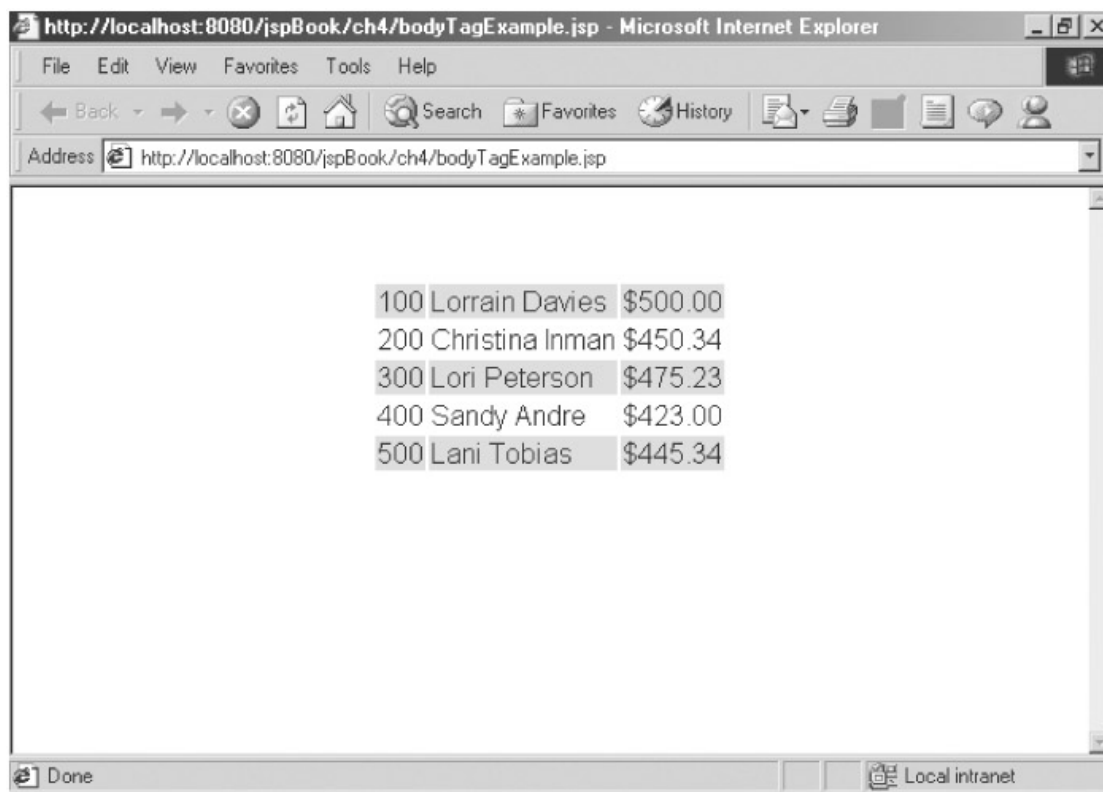 http://localhost:8080/jspBook/ch4/bodyTagExample.jsp - Microsoft Internet Explorer
File Edit View Favorites Tools Help
Back Search Favorites History
Address http://localhost:8080/jspBook/ch4/bodyTagExample.jsp
100 Lorrain Davies $500.00
200 Christina Inman $450.34
300 Lori Peterson $475.23
400 Sandy Andre $423.00
500 Lani Tobias $445.34
Done Local intranet